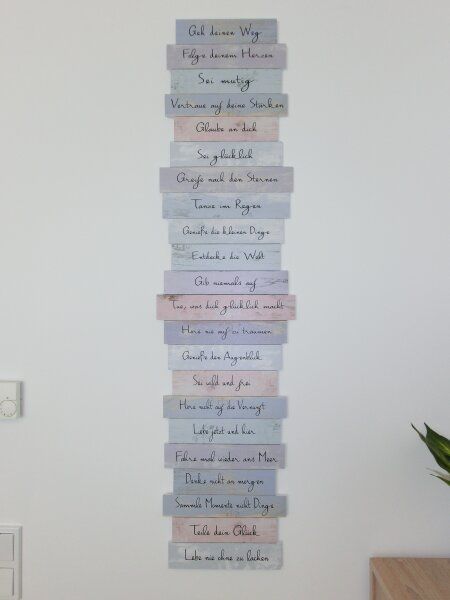 Geh deinen Weg
Folge deinem Herzen
Sei mutig
Vertraue auf deine Stärken
Glaube an dich
Sei glücklich
Greife nach den Sternen
Tanze im Regen
Genieße die kleinen Dinge
Entdecke die Welt
Gib niemals auf
Tue, was dich glücklich macht
Höre nie auf zu träumen
Genieße den Augenblick
Sei wild und frei
Höre nicht auf die Vernunft
Lebe jetzt und hier
Fahre mal wieder ans Meer
Denke nicht an morgen
Sammle Momente nicht Dinge
Teile dein Glück
Lebe nie ohne zu lachen